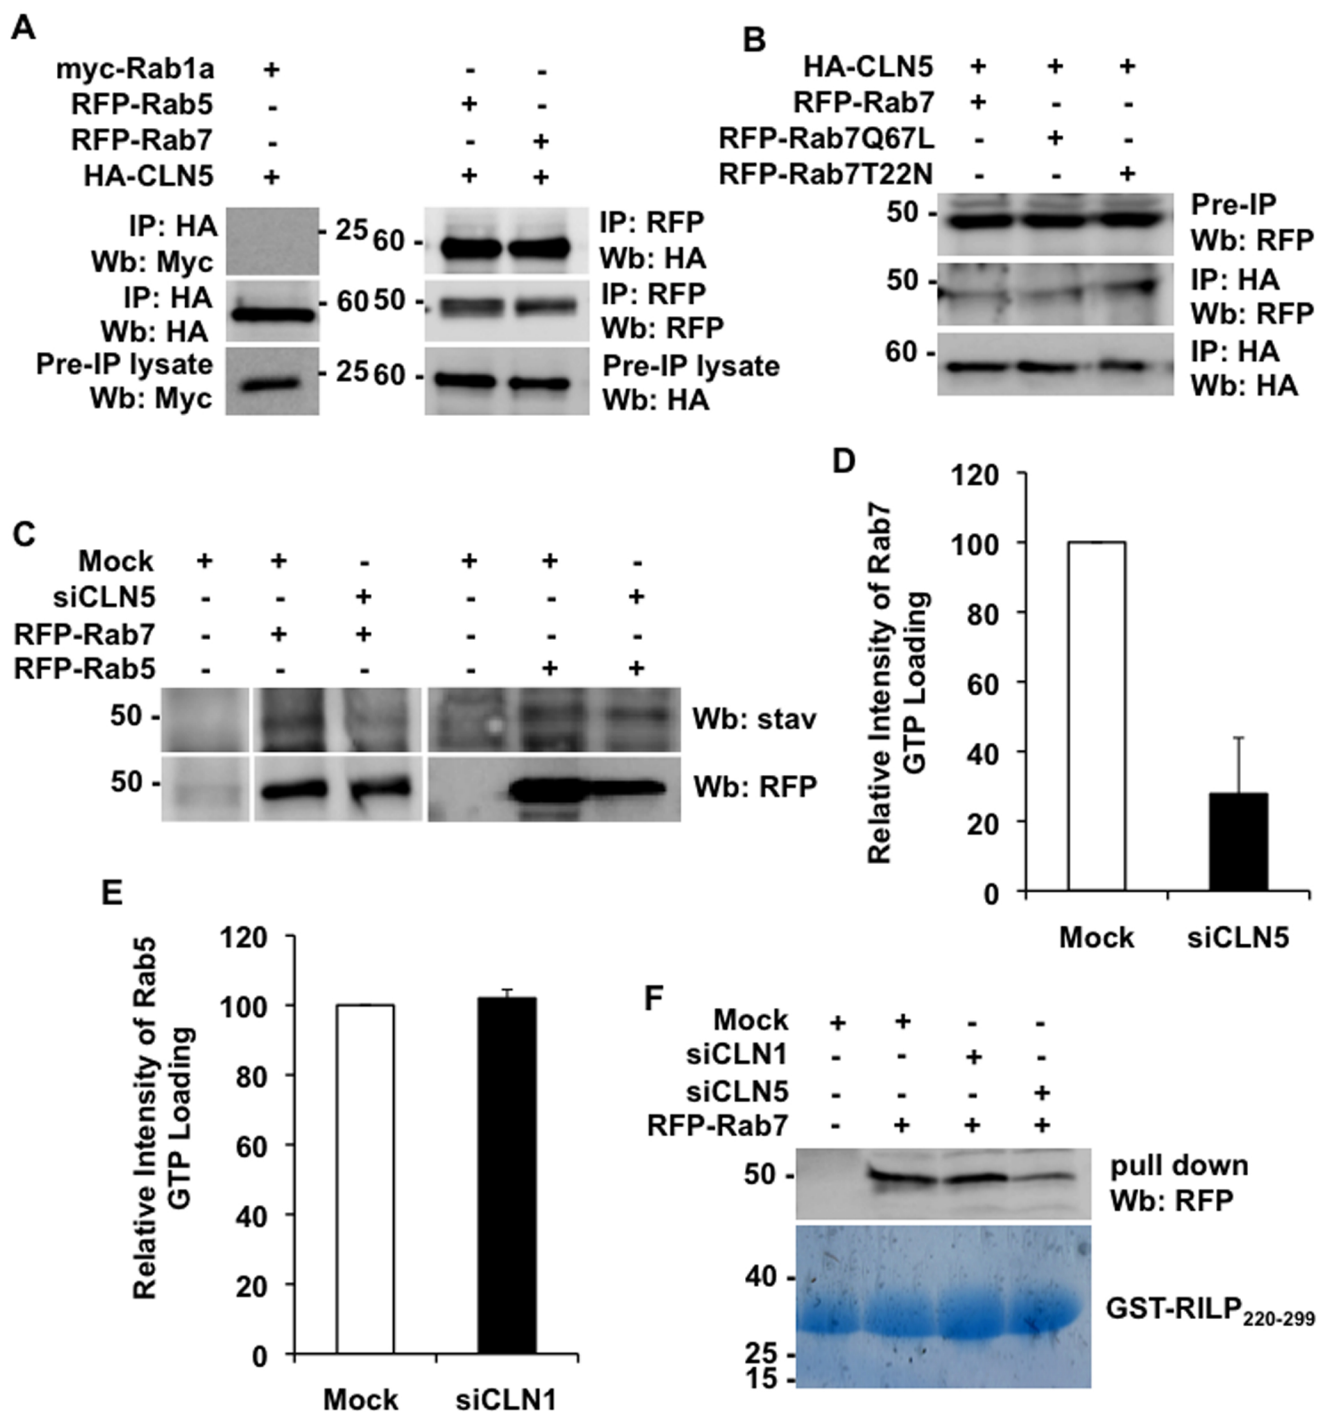 A
myc-Rab1a + - -
RFP-Rab5 - + -
RFP-Rab7 - - +
HA-CLN5 + + +
IP: HA
Wb: Myc
- 25
60 -
IP: RFP
Wb: HA
IP: HA
Wb: HA
- 60
50 -
IP: RFP
Wb: RFP
Pre-IP lysate
Wb: Myc
- 25
60 -
Pre-IP lysate
Wb: HA
B
HA-CLN5 + + +
RFP-Rab7 + - -
RFP-Rab7Q67L - + -
RFP-Rab7T22N - - +
50 -
Pre-IP
Wb: RFP
50 -
IP: HA
Wb: RFP
60 -
IP: HA
Wb: HA
C
Mock + + - + + -
siCLN5 - - + - - +
RFP-Rab7 - + + - - -
RFP-Rab5 - - - - + +
50 -
Wb: stav
50 -
Wb: RFP
D
Relative Intensity of Rab7
GTP Loading
120
100
80
60
40
20
0
Mock siCLN5
E
Relative Intensity of Rab5
GTP Loading
120
100
80
60
40
20
0
Mock siCLN1
F
Mock + + - -
siCLN1 - - + -
siCLN5 - - - +
RFP-Rab7 - + + +
50 -
pull down
Wb: RFP
40 -
25 -
15 -
GST-RILP220-299